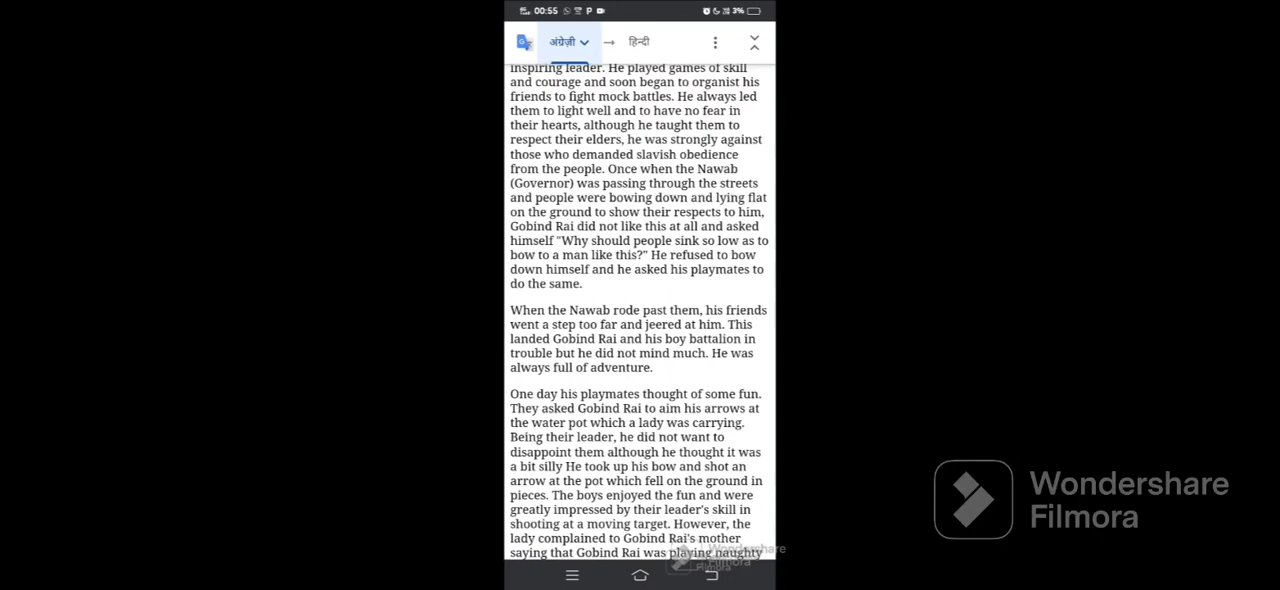 00:55 P 3%
अंग्रेज़ी → हिन्दी
inspiring leader. He played games of skill
and courage and soon began to organist his
friends to fight mock battles. He always led
them to light well and to have no fear in
their hearts, although he taught them to
respect their elders, he was strongly against
those who demanded slavish obedience
from the people. Once when the Nawab
(Governor) was passing through the streets
and people were bowing down and lying flat
on the ground to show their respects to him,
Gobind Rai did not like this at all and asked
himself "Why should people sink so low as to
bow to a man like this?" He refused to bow
down himself and he asked his playmates to
do the same.
When the Nawab rode past them, his friends
went a step too far and jeered at him. This
landed Gobind Rai and his boy battalion in
trouble but he did not mind much. He was
always full of adventure.
One day his playmates thought of some fun.
They asked Gobind Rai to aim his arrows at
the water pot which a lady was carrying.
Being their leader, he did not want to
disappoint them although he thought it was
a bit silly He took up his bow and shot an
arrow at the pot which fell on the ground in
pieces. The boys enjoyed the fun and were
greatly impressed by their leader's skill in
shooting at a moving target. However, the
lady complained to Gobind Rai's mother
saying that Gobind Rai was playing naughty
Wondershare
Filmora
Wondershare
Filmora